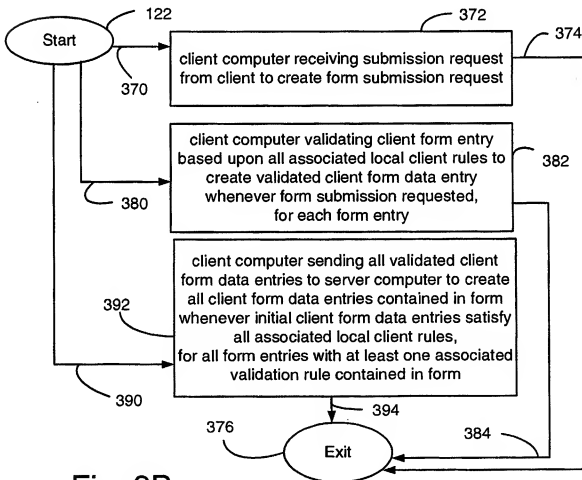 122
372
374
Start
client computer receiving submission request
from client to create form submission request
370
client computer validating client form entry
based upon all associated local client rules to
create validated client form data entry
whenever form submission requested,
for each form entry
382
380
client computer sending all validated client
form data entries to server computer to create
all client form data entries contained in form
whenever initial client form data entries satisfy
all associated local client rules,
for all form entries with at least one associated
validation rule contained in form
392
390
394
376
Exit
384